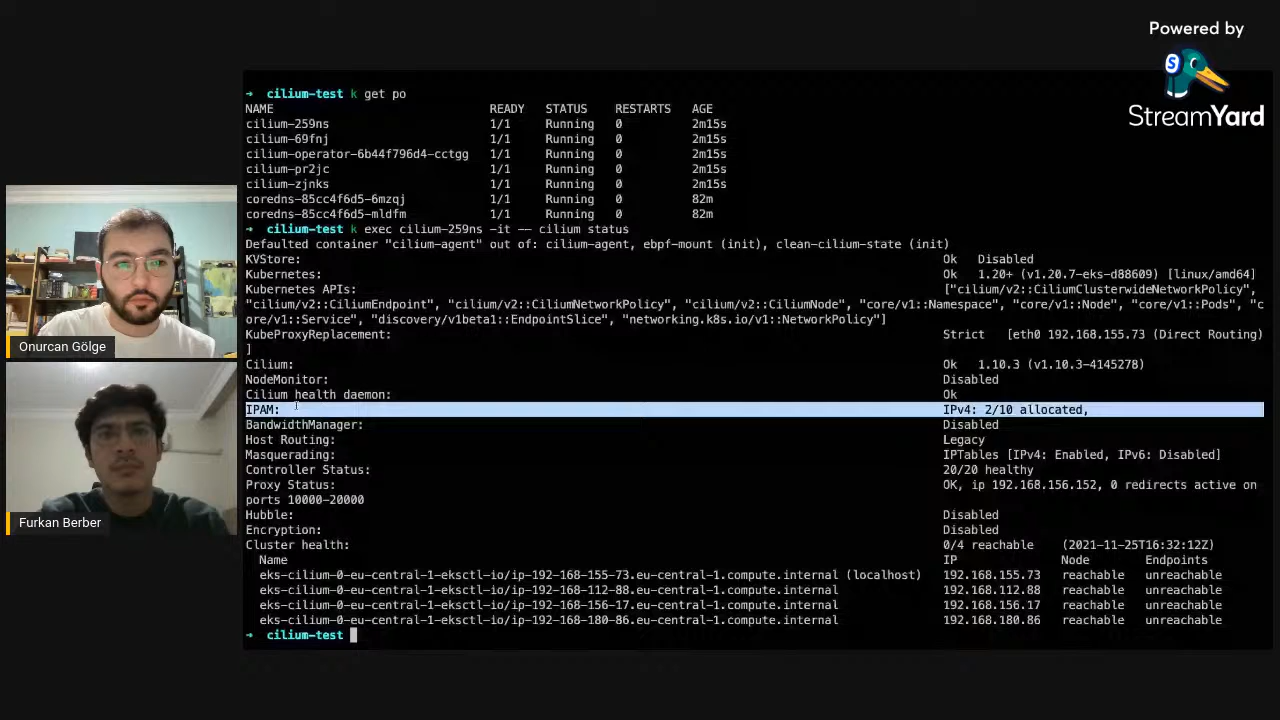 Powered by
StreamYard
➜ cilium-test k get po
NAME READY STATUS RESTARTS AGE
cilium-259ns 1/1 Running 0 2m15s
cilium-69fnj 1/1 Running 0 2m15s
cilium-operator-6b44f796d4-cctgg 1/1 Running 0 2m15s
cilium-pr2jc 1/1 Running 0 2m15s
cilium-zjnks 1/1 Running 0 2m15s
coredns-85cc4f6d5-6mzqj 1/1 Running 0 82m
coredns-85cc4f6d5-mldfm 1/1 Running 0 82m
➜ cilium-test k exec cilium-259ns -it -- cilium status
Defaulted container "cilium-agent" out of: cilium-agent, ebpf-mount (init), clean-cilium-state (init)
KVStore: Ok Disabled
Kubernetes: Ok 1.20+ (v1.20.7-eks-d88609) [linux/amd64]
Kubernetes APIs: ["cilium/v2::CiliumClusterwideNetworkPolicy",
"cilium/v2::CiliumEndpoint", "cilium/v2::CiliumNetworkPolicy", "cilium/v2::CiliumNode", "core/v1::Namespace", "core/v1::Node", "core/v1::Pods", "c
ore/v1::Service", "discovery/v1beta1::EndpointSlice", "networking.k8s.io/v1::NetworkPolicy"]
KubeProxyReplacement: Strict [eth0 192.168.155.73 (Direct Routing)
]
Cilium: Ok 1.10.3 (v1.10.3-4145278)
NodeMonitor: Disabled
Cilium health daemon: Ok
IPAM: IPv4: 2/10 allocated,
BandwidthManager: Disabled
Host Routing: Legacy
Masquerading: IPTables [IPv4: Enabled, IPv6: Disabled]
Controller Status: 20/20 healthy
Proxy Status: OK, ip 192.168.156.152, 0 redirects active on
ports 10000-20000
Hubble: Disabled
Encryption: Disabled
Cluster health: 0/4 reachable (2021-11-25T16:32:12Z)
Name IP Node Endpoints
eks-cilium-0-eu-central-1-eksctl-io/ip-192-168-155-73.eu-central-1.compute.internal (localhost) 192.168.155.73 reachable unreachable
eks-cilium-0-eu-central-1-eksctl-io/ip-192-168-112-88.eu-central-1.compute.internal 192.168.112.88 reachable unreachable
eks-cilium-0-eu-central-1-eksctl-io/ip-192-168-156-17.eu-central-1.compute.internal 192.168.156.17 reachable unreachable
eks-cilium-0-eu-central-1-eksctl-io/ip-192-168-180-86.eu-central-1.compute.internal 192.168.180.86 reachable unreachable
➜ cilium-test
Onurcan Gölge
Furkan Berber